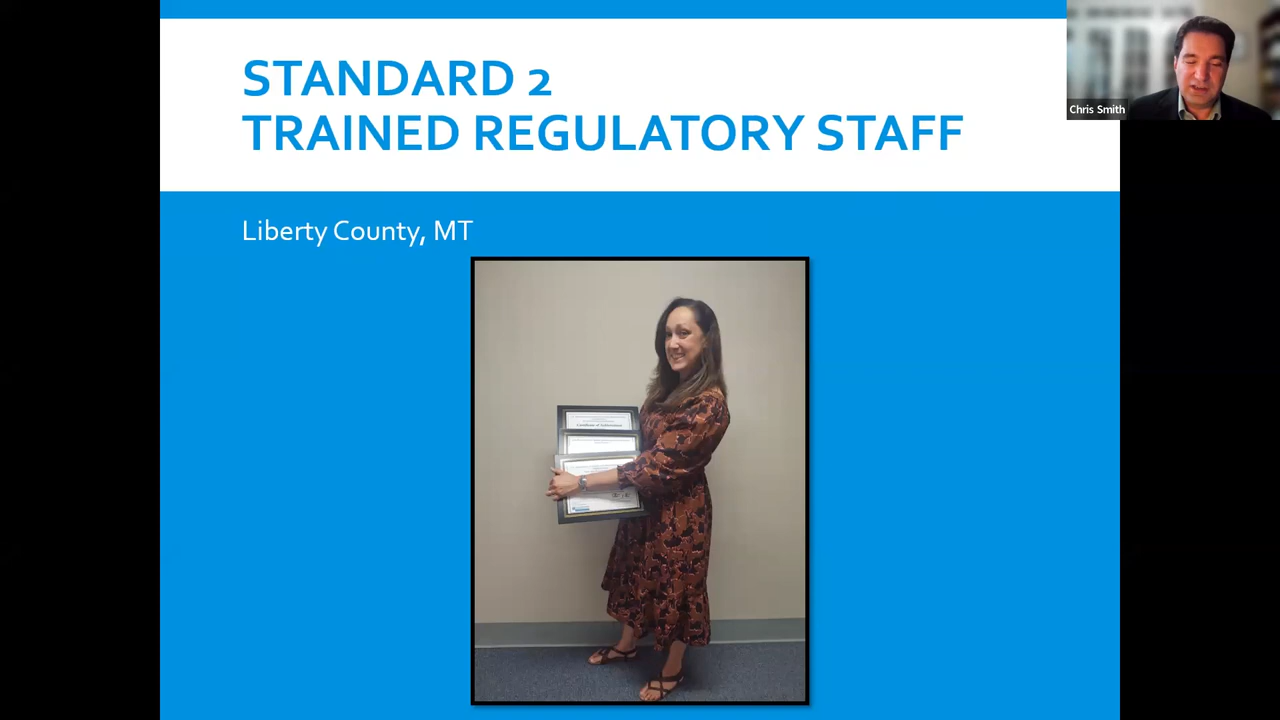 STANDARD 2
TRAINED REGULATORY STAFF
Chris Smith
Liberty County, MT
Certificate of Achievement